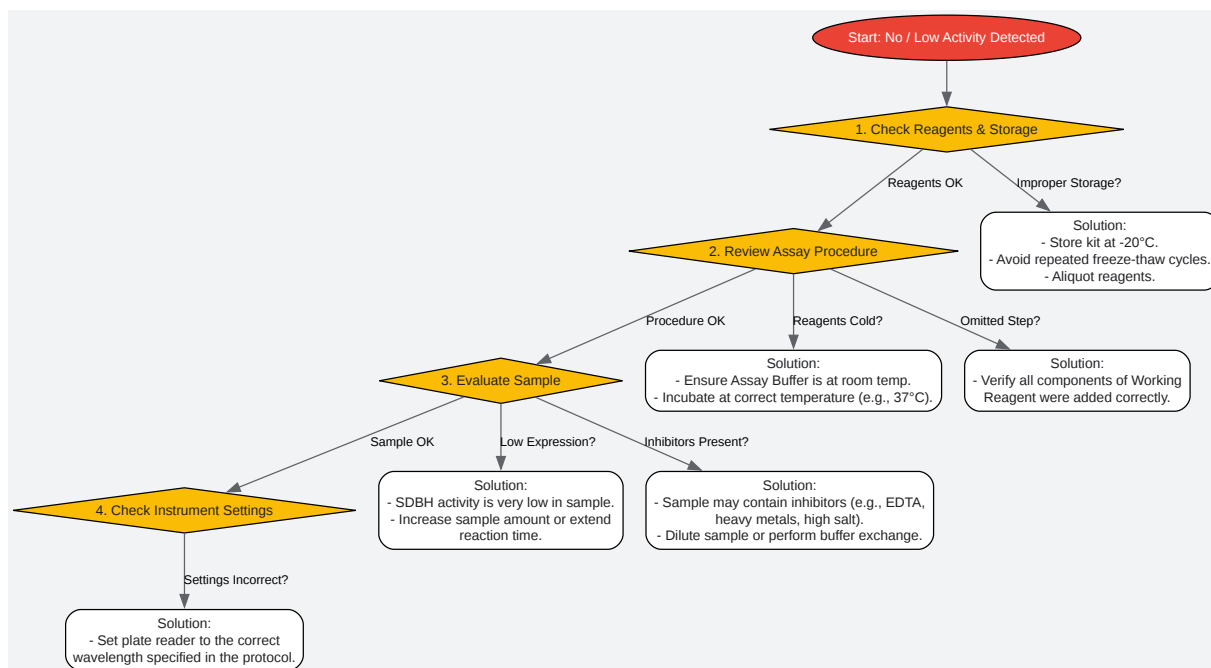 Start: No / Low Activity Detected
1. Check Reagents & Storage
Reagents OK
Improper Storage?
Solution:
- Store kit at -20°C.
- Avoid repeated freeze-thaw cycles.
- Aliquot reagents.
2. Review Assay Procedure
Procedure OK
Reagents Cold?
Omitted Step?
Solution:
- Ensure Assay Buffer is at room temp.
- Incubate at correct temperature (e.g., 37°C).
Solution:
- Verify all components of Working
Reagent were added correctly.
3. Evaluate Sample
Sample OK
Low Expression?
Inhibitors Present?
Solution:
- SDBH activity is very low in sample.
- Increase sample amount or extend
reaction time.
Solution:
- Sample may contain inhibitors (e.g., EDTA,
heavy metals, high salt).
- Dilute sample or perform buffer exchange.
4. Check Instrument Settings
Settings Incorrect?
Solution:
- Set plate reader to the correct
wavelength specified in the protocol.